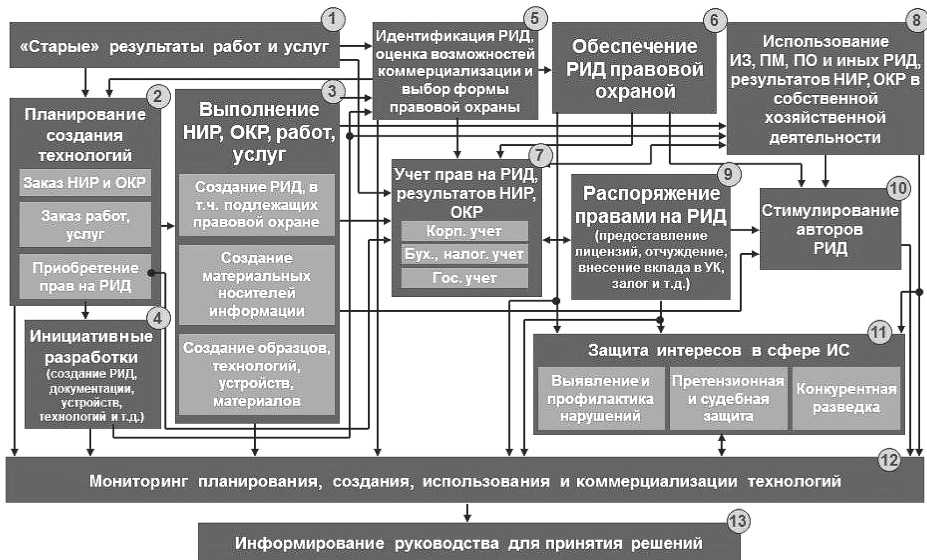 1
«Старые» результаты работ и услуг
2
Планирование
создания
технологий
Заказ НИР и ОКР
Заказ работ,
услуг
Приобретение
прав на РИД
3
Выполнение
НИР, ОКР, работ,
услуг
Создание РИД, в
т.ч. подлежащих
правовой охране
Создание
материальных
носителей
информации
Создание образцов,
технологий,
устройств,
материалов
4
Инициативные
разработки
(создание РИД,
документации,
устройств,
технологий и т.д.)
5
Идентификация РИД,
оценка возможностей
коммерциализации и
выбор формы
правовой охраны
6
Обеспечение
РИД правовой
охраной
7
Учет прав на РИД,
результатов НИР,
ОКР
Корп. учет
Бух., налог. учет
Гос. учет
8
Использование
ИЗ, ПМ, ПО и иных РИД,
результатов НИР, ОКР в
собственной
хозяйственной
деятельности
9
Распоряжение
правами на РИД
(предоставление
лицензий, отчуждение,
внесение вклада в УК,
залог и т.д.)
10
Стимулирование
авторов
РИД
11
Защита интересов в сфере ИС
Выявление и
профилактика
нарушений
Претензионная
и судебная
защита
Конкурентная
разведка
12
Мониторинг планирования, создания, использования и коммерциализации технологий
13
Информирование руководства для принятия решений